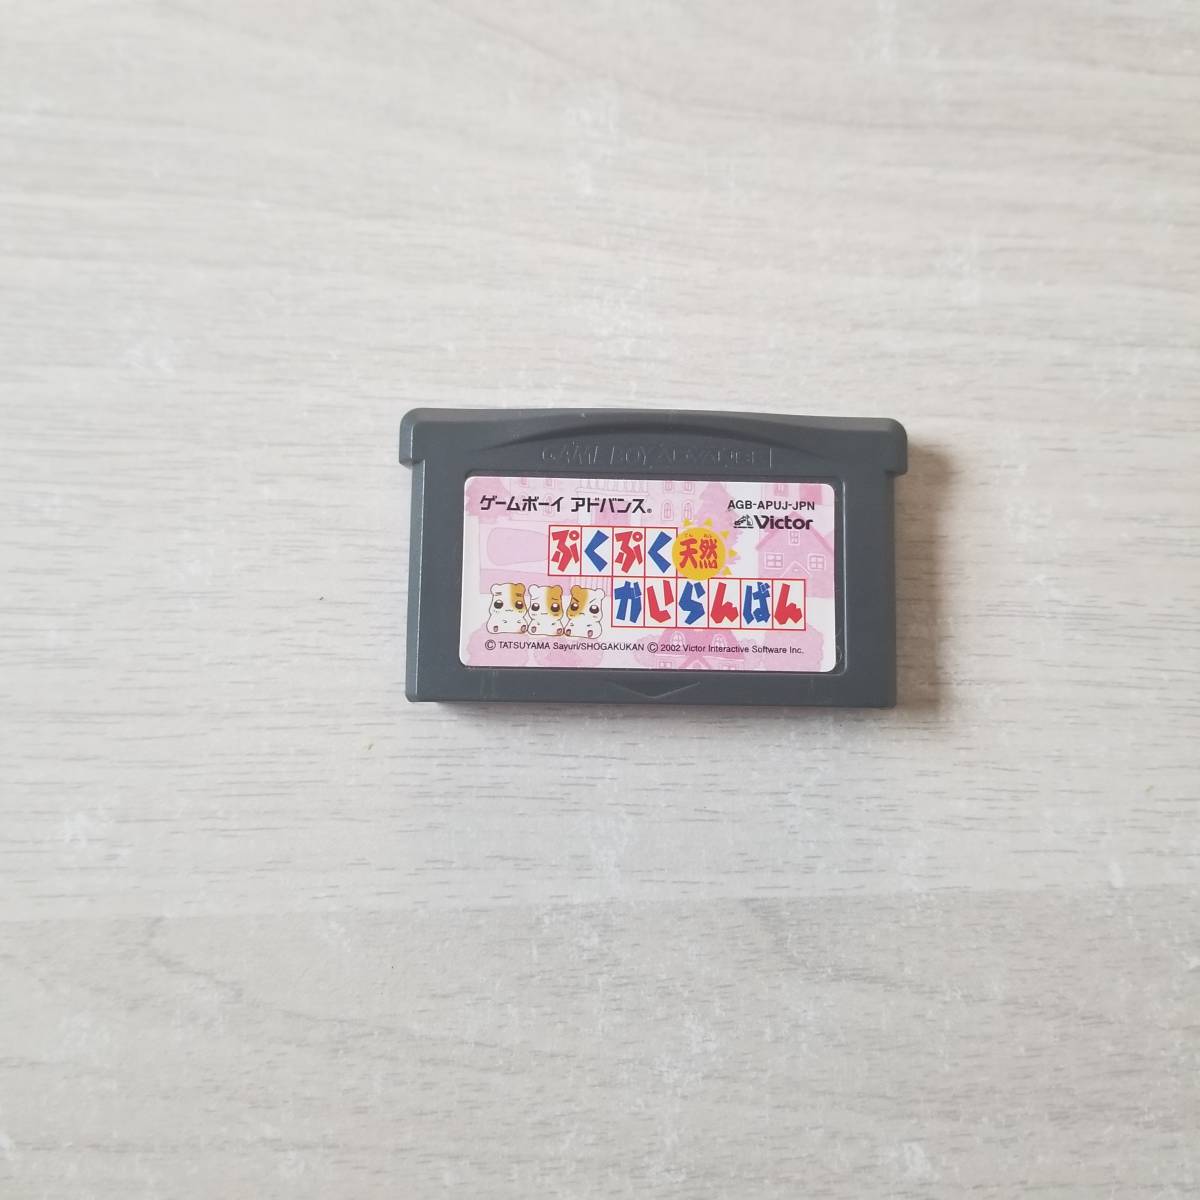 GAME BOY ADVANCE
ゲームボーイ アドバンス®
AGB-APUJ-JPN
Victor
ぷくぷく天然
かいらんばん
© TATSUYAMA Sayuri/SHOGAKUKAN © 2002 Victor Interactive Software Inc.